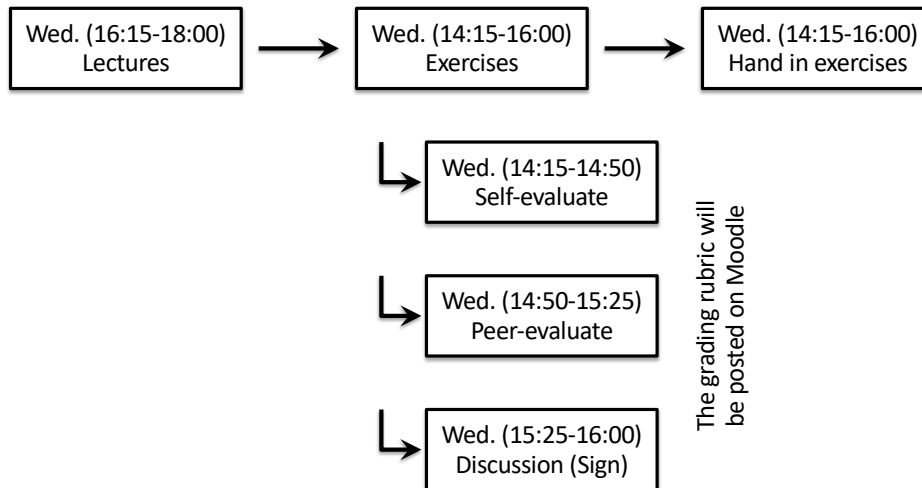 Wed. (16:15-18:00)
Lectures
Wed. (14:15-16:00)
Exercises
Wed. (14:15-16:00)
Hand in exercises
Wed. (14:15-14:50)
Self-evaluate
Wed. (14:50-15:25)
Peer-evaluate
Wed. (15:25-16:00)
Discussion (Sign)
The grading rubric will
be posted on Moodle